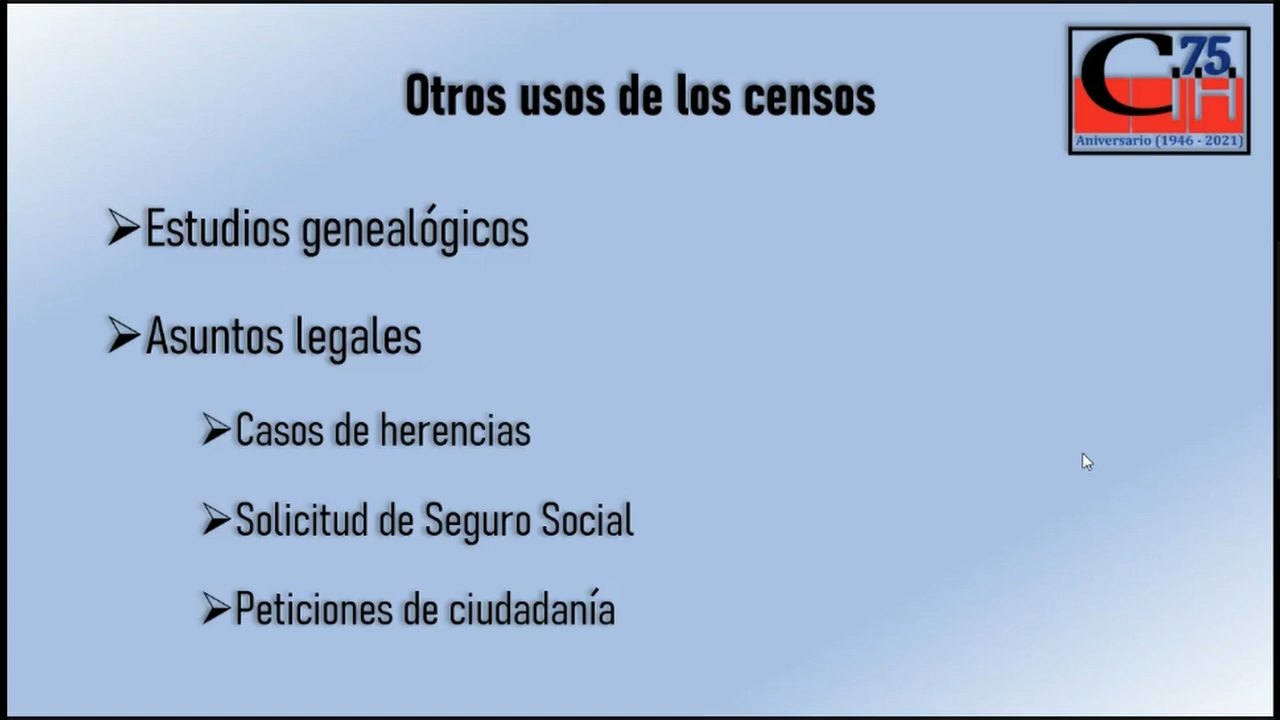 Otros usos de los censos
C 75
IH
Aniversario (1946 - 2021)
➢Estudios genealógicos
➢Asuntos legales
➢Casos de herencias
➢Solicitud de Seguro Social
➢Peticiones de ciudadanía